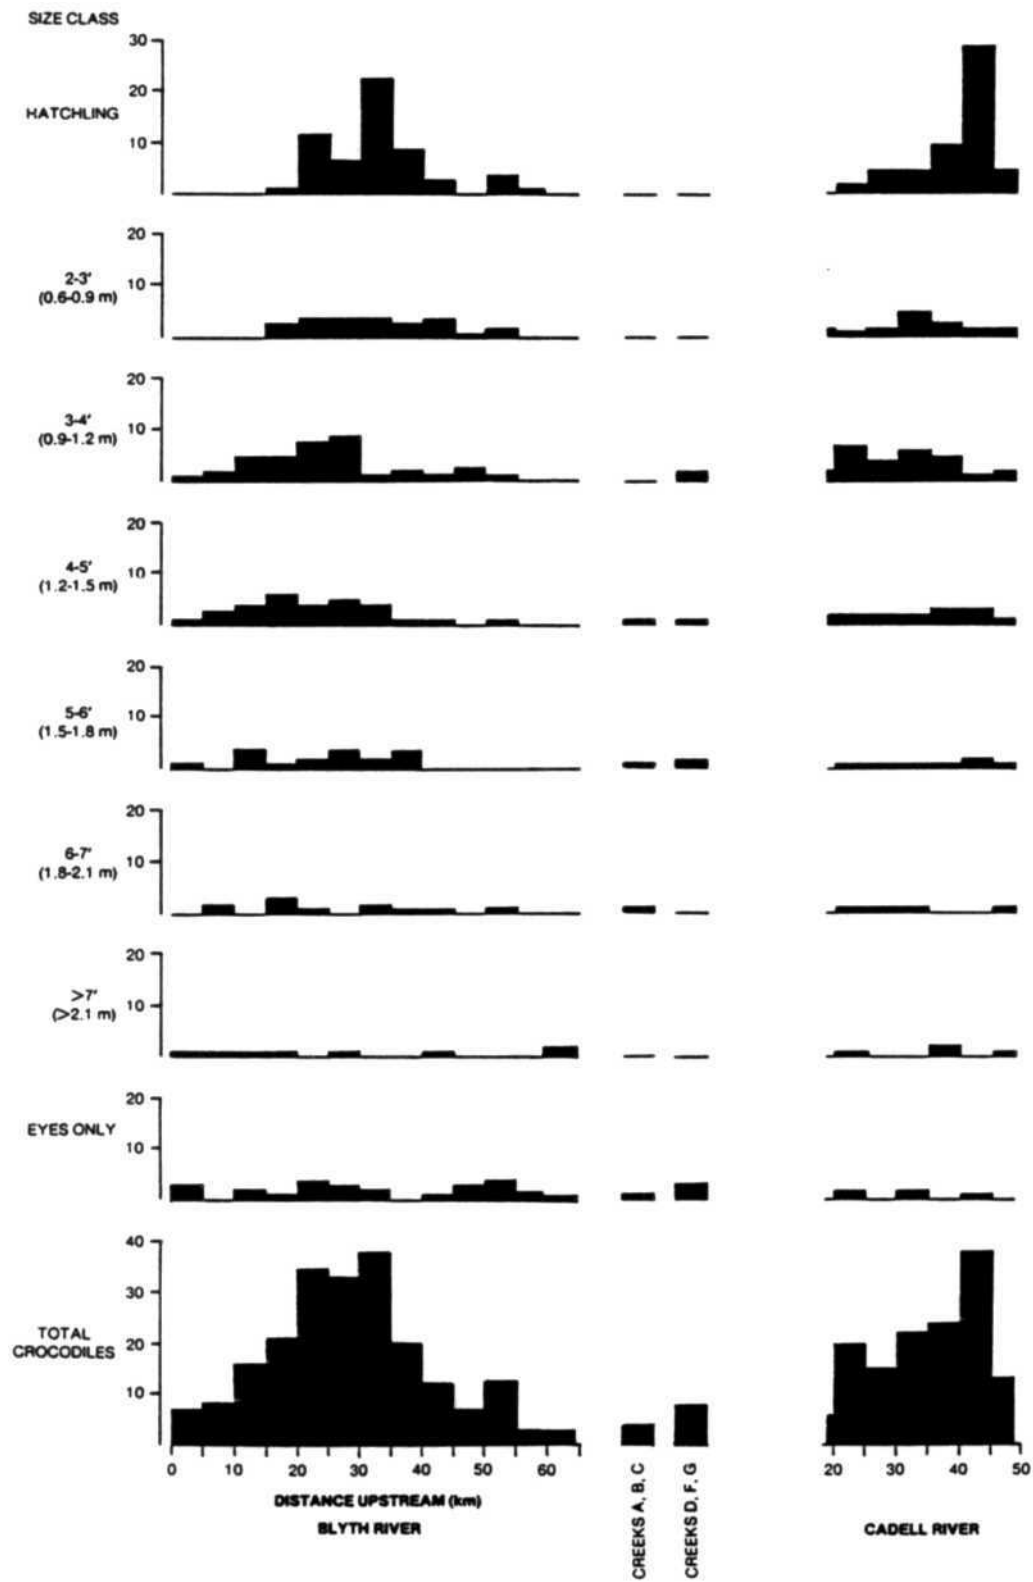 SIZE CLASS
30
20
HATCHLING
10
20
2-3'
(0.6-0.9 m)
10
20
3-4'
(0.9-1.2 m)
10
20
4-5'
(1.2-1.5 m)
10
20
5-6'
(1.5-1.8 m)
10
20
6-7'
(1.8-2.1 m)
10
20
>7'
(>2.1 m)
10
20
EYES ONLY
10
40
30
TOTAL
CROCODILES
20
10
0 10 20 30 40 50 60
DISTANCE UPSTREAM (km)
BLYTH RIVER
CREEKS A, B, C
CREEKS D, F, G
20 30 40 50
CADELL RIVER